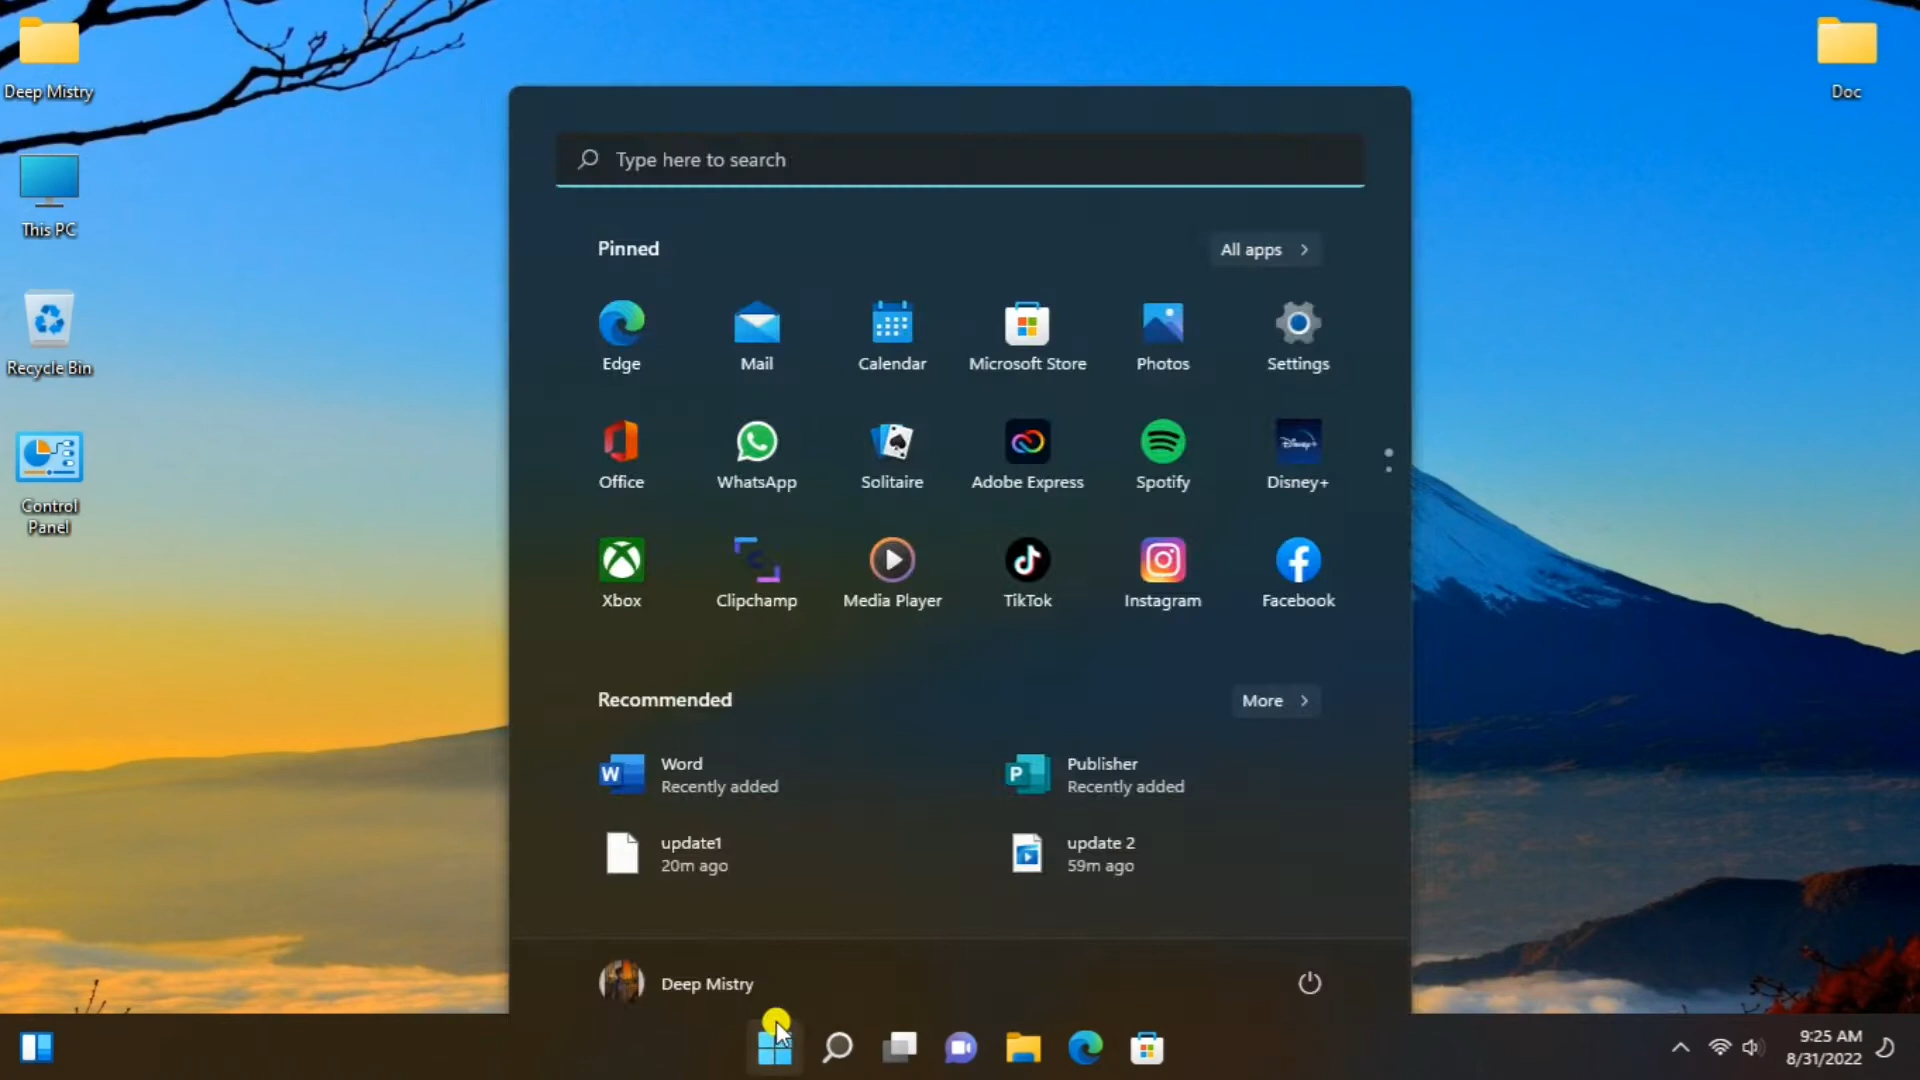 Deep Mistry
This PC
Recycle Bin
Control
Panel
Doc
Type here to search
Pinned
All apps
Edge
Mail
Calendar
Microsoft Store
Photos
Settings
Office
WhatsApp
Solitaire
Adobe Express
Spotify
Disney+
Disney+
Xbox
Clipchamp
Media Player
TikTok
Instagram
Facebook
Recommended
More
W
Word
Recently added
P
Publisher
Recently added
update1
20m ago
update 2
59m ago
Deep Mistry
9:25 AM
8/31/2022